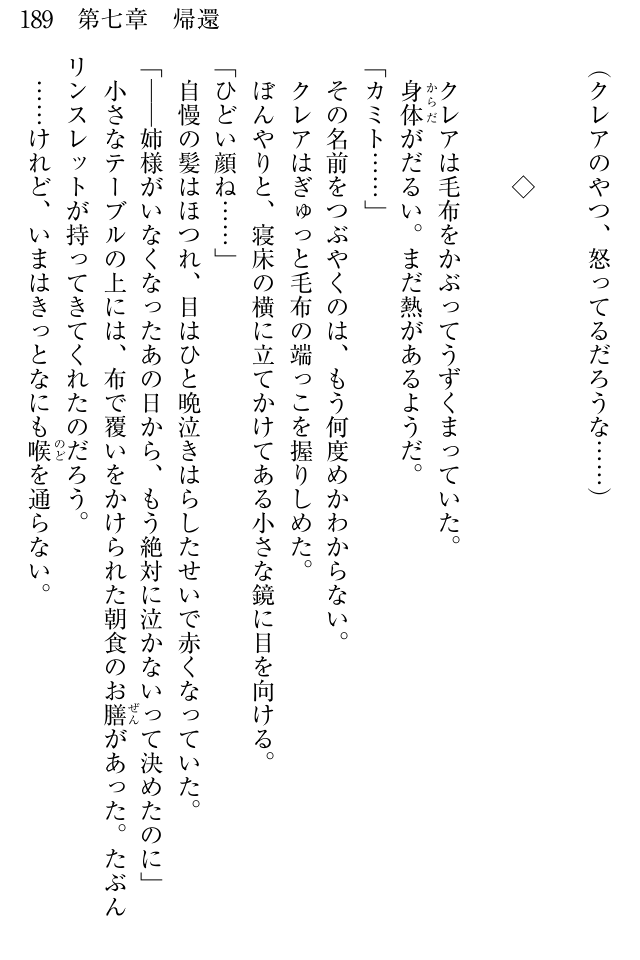 189 第七章 帰還
(クレアのやつ、怒ってるだろうな……)
◇
クレアは毛布をかぶってうずくまっていた。
身体がだるい。まだ熱があるようだ。
からだ
「カミト……」
その名前をつぶやくのは、もう何度めかわからない。
クレアはぎゅっと毛布の端っこを握りしめた。
ぼんやりと、寝床の横に立てかけてある小さな鏡に目を向ける。
「ひどい顔ね……」
自慢の髪はほつれ、目はひと晩泣きはらしたせいで赤くなっていた。
「――姉様がいなくなったあの日から、もう絶対に泣かないって決めたのに」
小さなテーブルの上には、布で覆いをかけられた朝食のお膳があった。たぶん
ぜん
リンスレットが持ってきてくれたのだろう。
……けれど、いまはきっとなにも喉を通らない。
のど